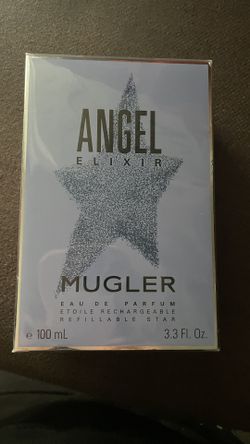 ANGEL
ELIXIR
MUGLER
EAU DE PARFUM
ETOILE RECHARGEABLE
REFILLABLE STAR
e 100 mL 3.3 Fl. Oz.